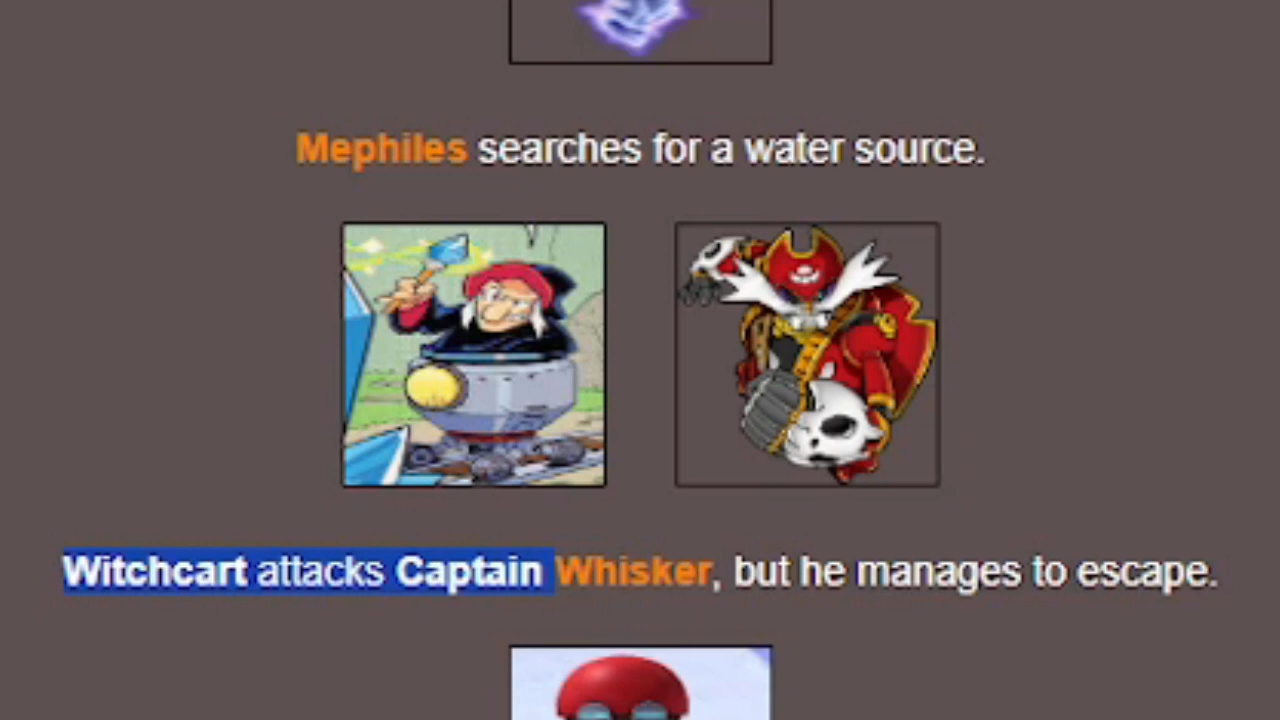 Mephiles searches for a water source.
Witchcart attacks Captain Whisker, but he manages to escape.